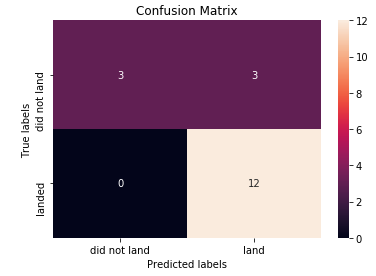 Confusion Matrix
True labels
did not land
landed
3
3
0
12
did not land
land
Predicted labels
12
10
8
6
4
2
0